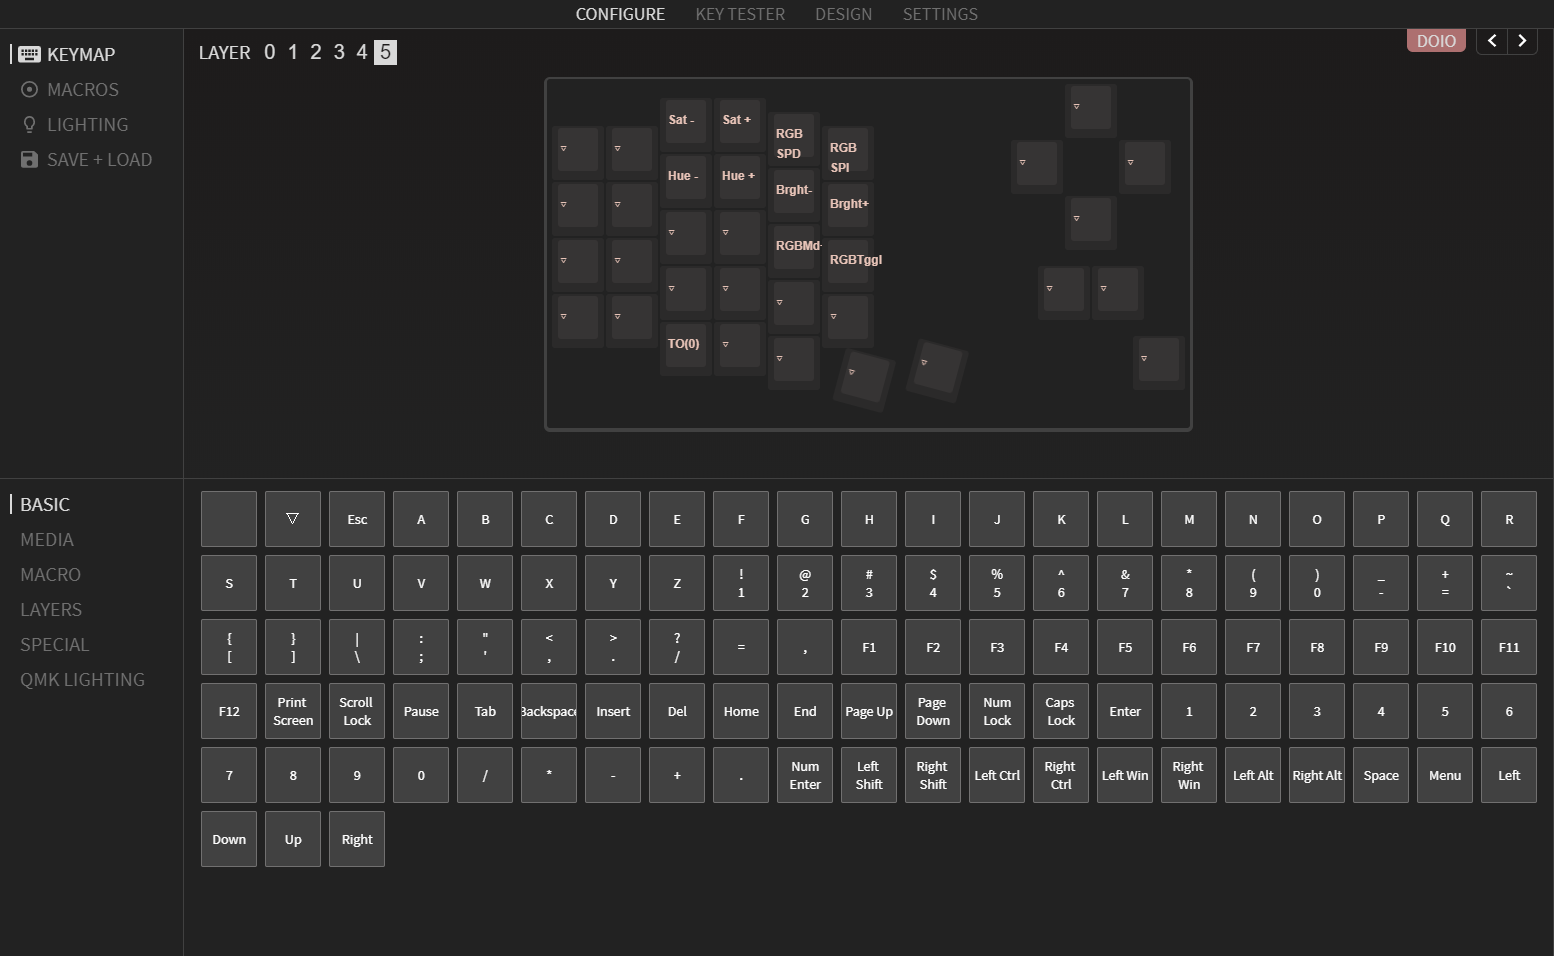 CONFIGURE KEY TESTER DESIGN SETTINGS
KEYMAP
MACROS
LIGHTING
SAVE + LOAD
LAYER 0 1 2 3 4 5
DOIO
Sat - Sat +
RGB SPD
RGB SPI
Hue - Hue +
Brght-
Brght+
RGBMd-
RGBTggl
TO(0)
BASIC
MEDIA
MACRO
LAYERS
SPECIAL
QMK LIGHTING
▽ Esc A B C D E F G H I J K L M N O P Q R
S T U V W X Y Z ! 1 @ 2 # 3 $ 4 % 5 ^ 6 & 7 * 8 ( 9 ) 0 _ - + = ~ `
{ [ } ] | \ : ; " ' < , > . ? / = , F1 F2 F3 F4 F5 F6 F7 F8 F9 F10 F11
F12 Print Screen Scroll Lock Pause Tab Backspace Insert Del Home End Page Up Page Down Num Lock Caps Lock Enter 1 2 3 4 5 6
7 8 9 0 / * - + . Num Enter Left Shift Right Shift Left Ctrl Right Ctrl Left Win Right Win Left Alt Right Alt Space Menu Left
Down Up Right